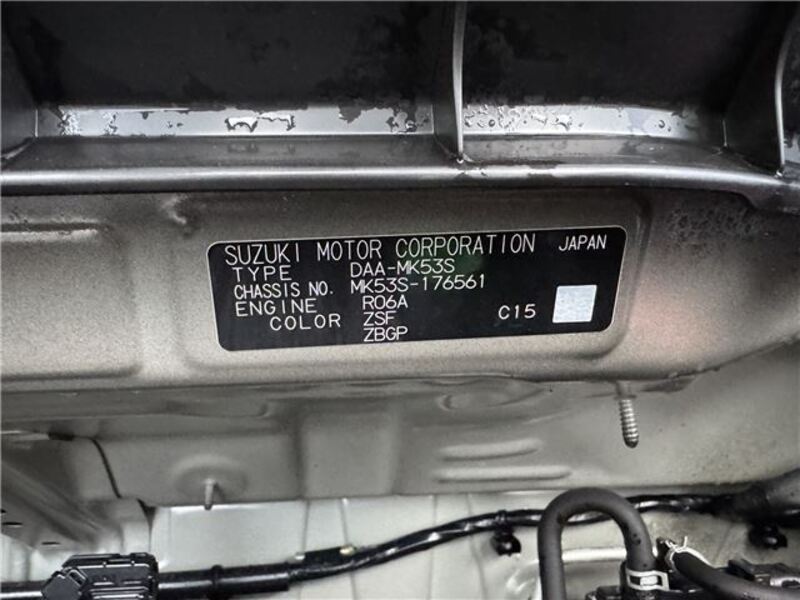 SUZUKI MOTOR CORPORATION JAPAN
TYPE DAA-MK53S
CHASSIS NO. MK53S-176561
ENGINE R06A
COLOR ZSF C15
ZBGP